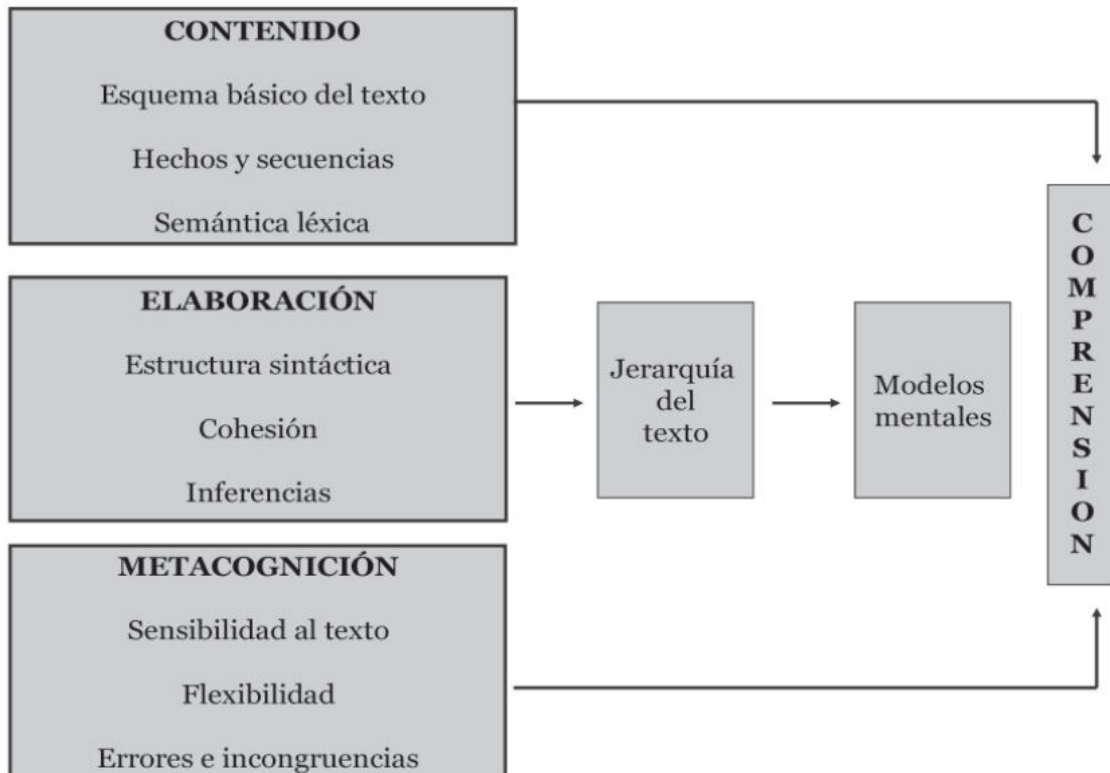 CONTENIDO
Esquema básico del texto
Hechos y secuencias
Semántica léxica
ELABORACIÓN
Estructura sintáctica
Cohesión
Inferencias
Jerarquía
del
texto
Modelos
mentales
METACOGNICIÓN
Sensibilidad al texto
Flexibilidad
Errores e incongruencias
C
O
M
P
R
E
N
S
I
O
N